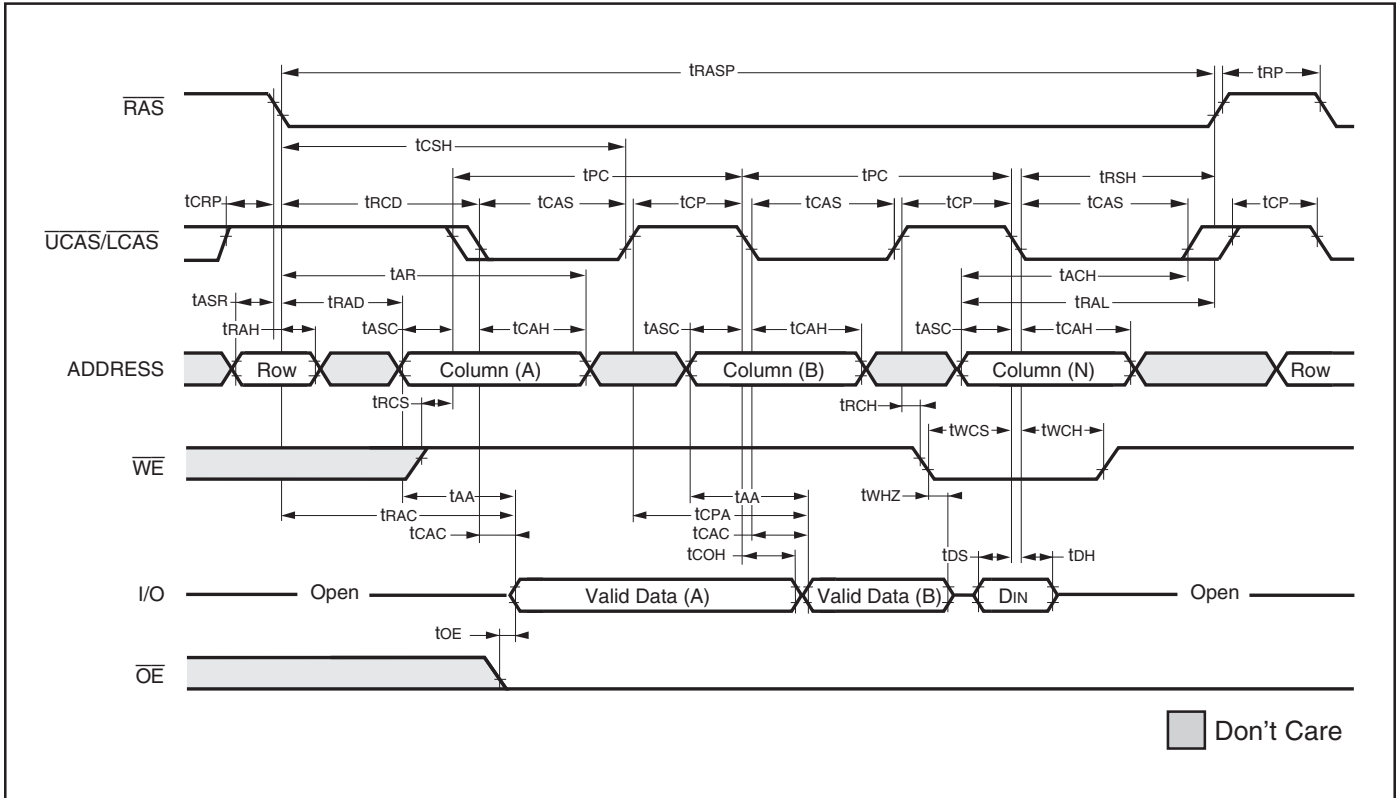 tRASP tRP
RAS
tCSH
tPC tPC tRSH
tCRP tRCD tCAS tCP tCAS tCP tCAS tCP
UCAS/LCAS
tAR tACH
tASR tRAD tRAL
tRAH tASC tCAH tASC tCAH tASC tCAH
ADDRESS Row Column (A) Column (B) Column (N) Row
tRCS tRCH
tWCS tWCH
WE
tAA tAA tWHZ
tRAC tCPA
tCAC tCAC
tCOH tDS tDH
I/O Open Valid Data (A) Valid Data (B) DIN Open
tOE
OE
Don't Care